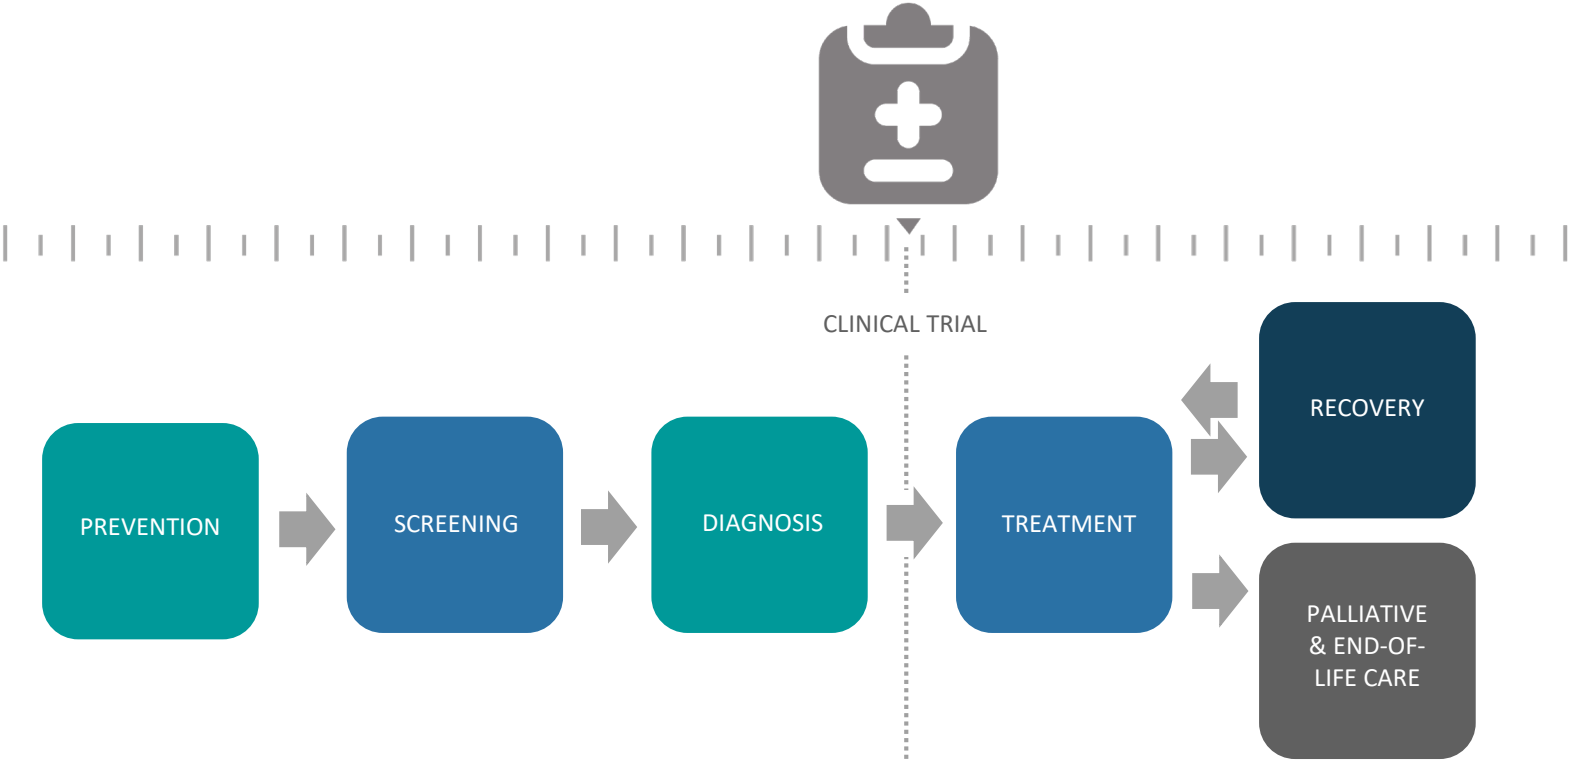 CLINICAL TRIAL
PREVENTION
SCREENING
DIAGNOSIS
TREATMENT
RECOVERY
PALLIATIVE
& END-OF-
LIFE CARE